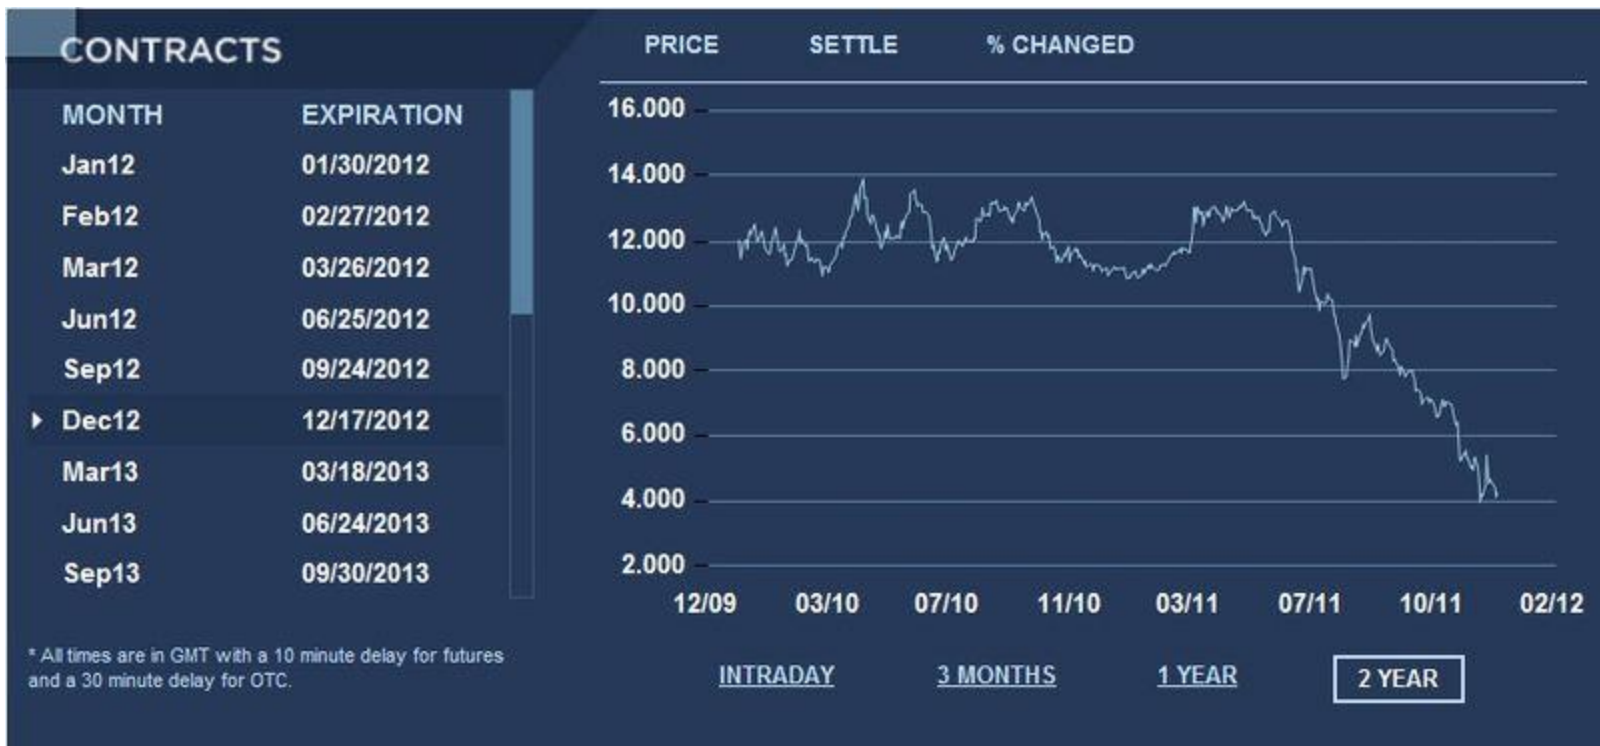 CONTRACTS
MONTH EXPIRATION
Jan12 01/30/2012
Feb12 02/27/2012
Mar12 03/26/2012
Jun12 06/25/2012
Sep12 09/24/2012
Dec12 12/17/2012
Mar13 03/18/2013
Jun13 06/24/2013
Sep13 09/30/2013
* All times are in GMT with a 10 minute delay for futures
and a 30 minute delay for OTC.
PRICE SETTLE % CHANGED
16.000
14.000
12.000
10.000
8.000
6.000
4.000
2.000
12/09 03/10 07/10 11/10 03/11 07/11 10/11 02/12
INTRADAY 3 MONTHS 1 YEAR 2 YEAR